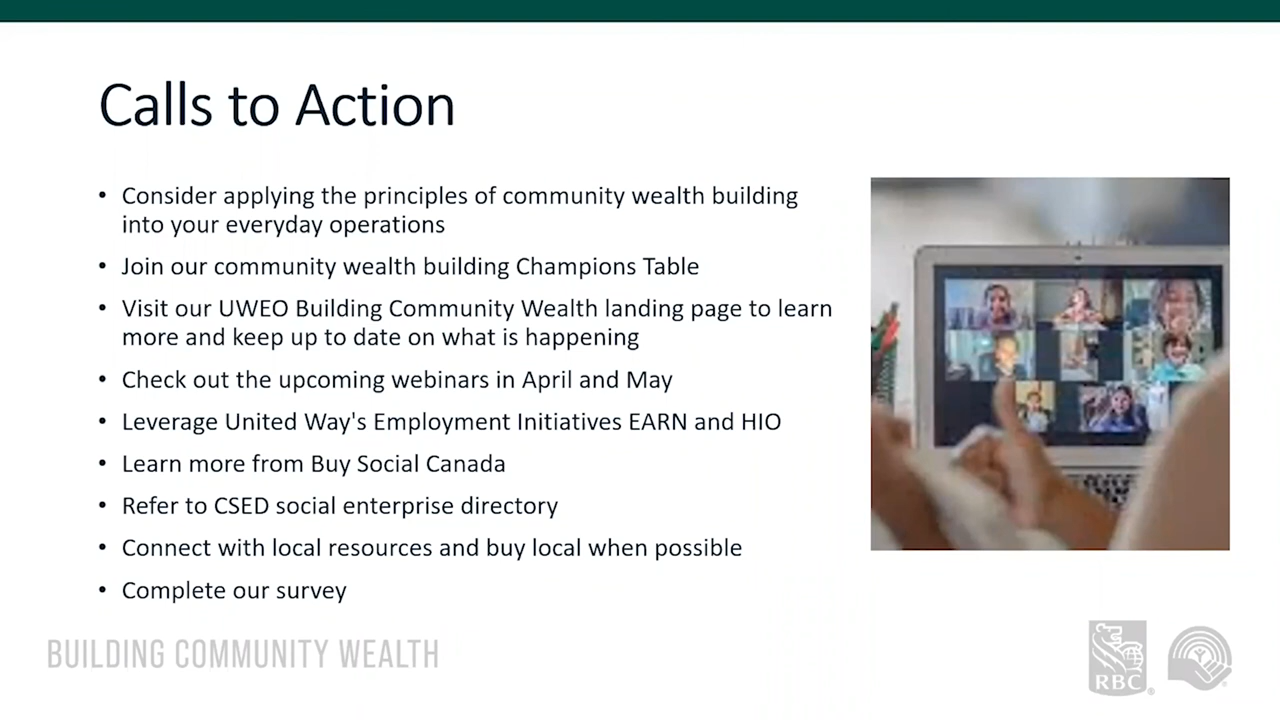 Calls to Action
• Consider applying the principles of community wealth building
into your everyday operations
• Join our community wealth building Champions Table
• Visit our UWEO Building Community Wealth landing page to learn
more and keep up to date on what is happening
• Check out the upcoming webinars in April and May
• Leverage United Way's Employment Initiatives EARN and HIO
• Learn more from Buy Social Canada
• Refer to CSED social enterprise directory
• Connect with local resources and buy local when possible
• Complete our survey
BUILDING COMMUNITY WEALTH
RBC